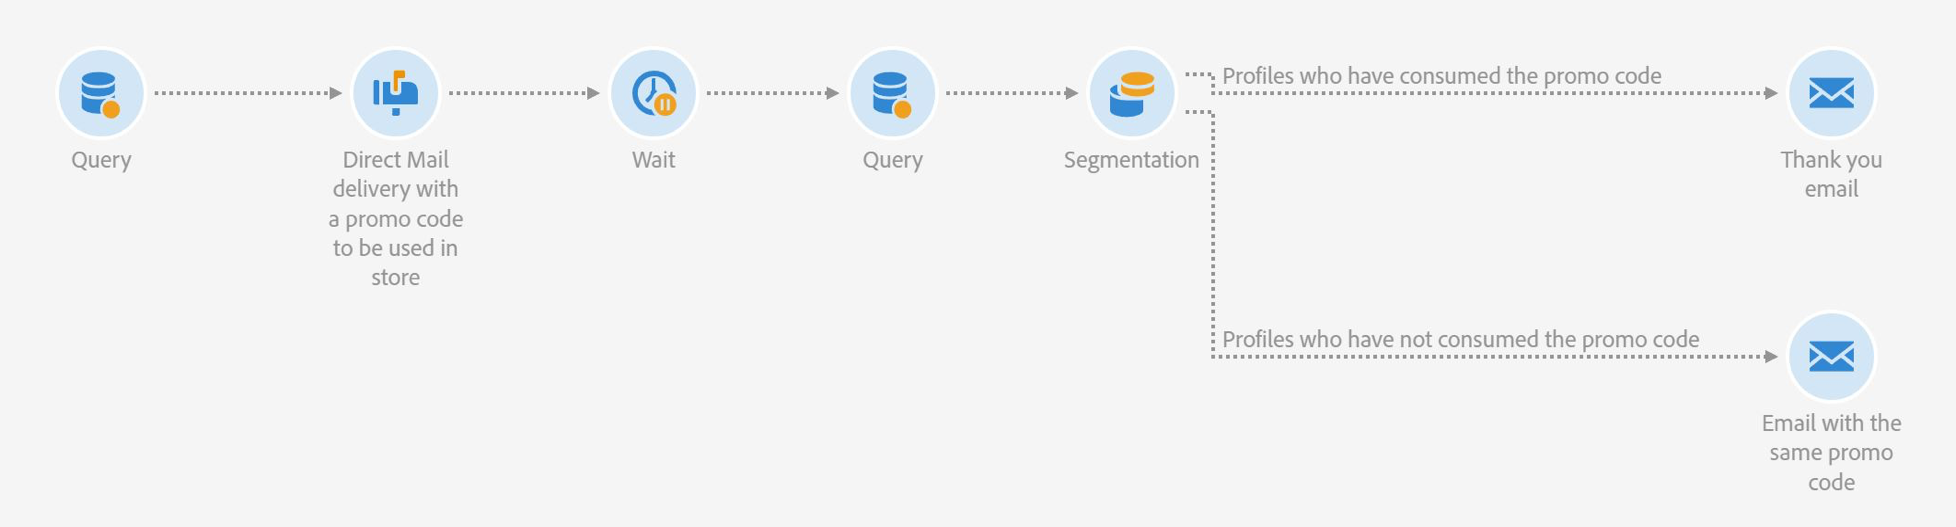 Query
Direct Mail
delivery with
a promo code
to be used in
store
Wait
Query
Segmentation
Profiles who have consumed the promo code
Thank you
email
Profiles who have not consumed the promo code
Email with the
same promo
code